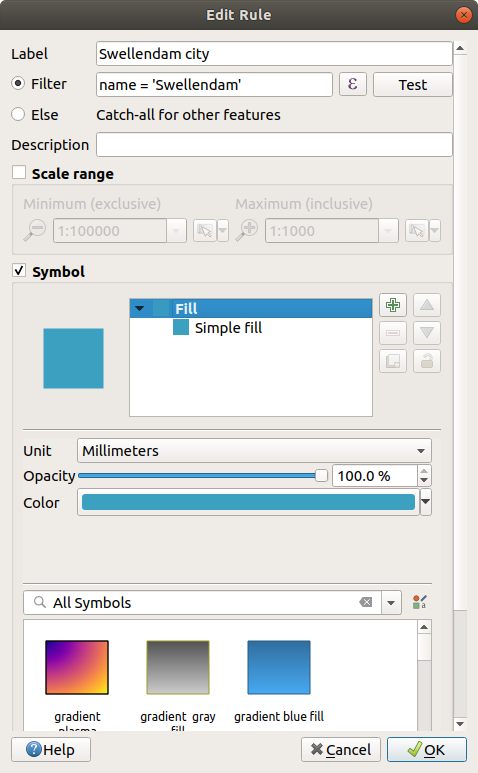 Edit Rule
Label Swellendam city
Filter name = 'Swellendam' ε Test
Else Catch-all for other features
Description
Scale range
Minimum (exclusive) Maximum (inclusive)
1:100000 1:1000
Symbol
Fill
Simple fill
Unit Millimeters
Opacity 100.0 %
Color
All Symbols
gradient gradient gray gradient blue fill
plasma fill
Help Cancel OK